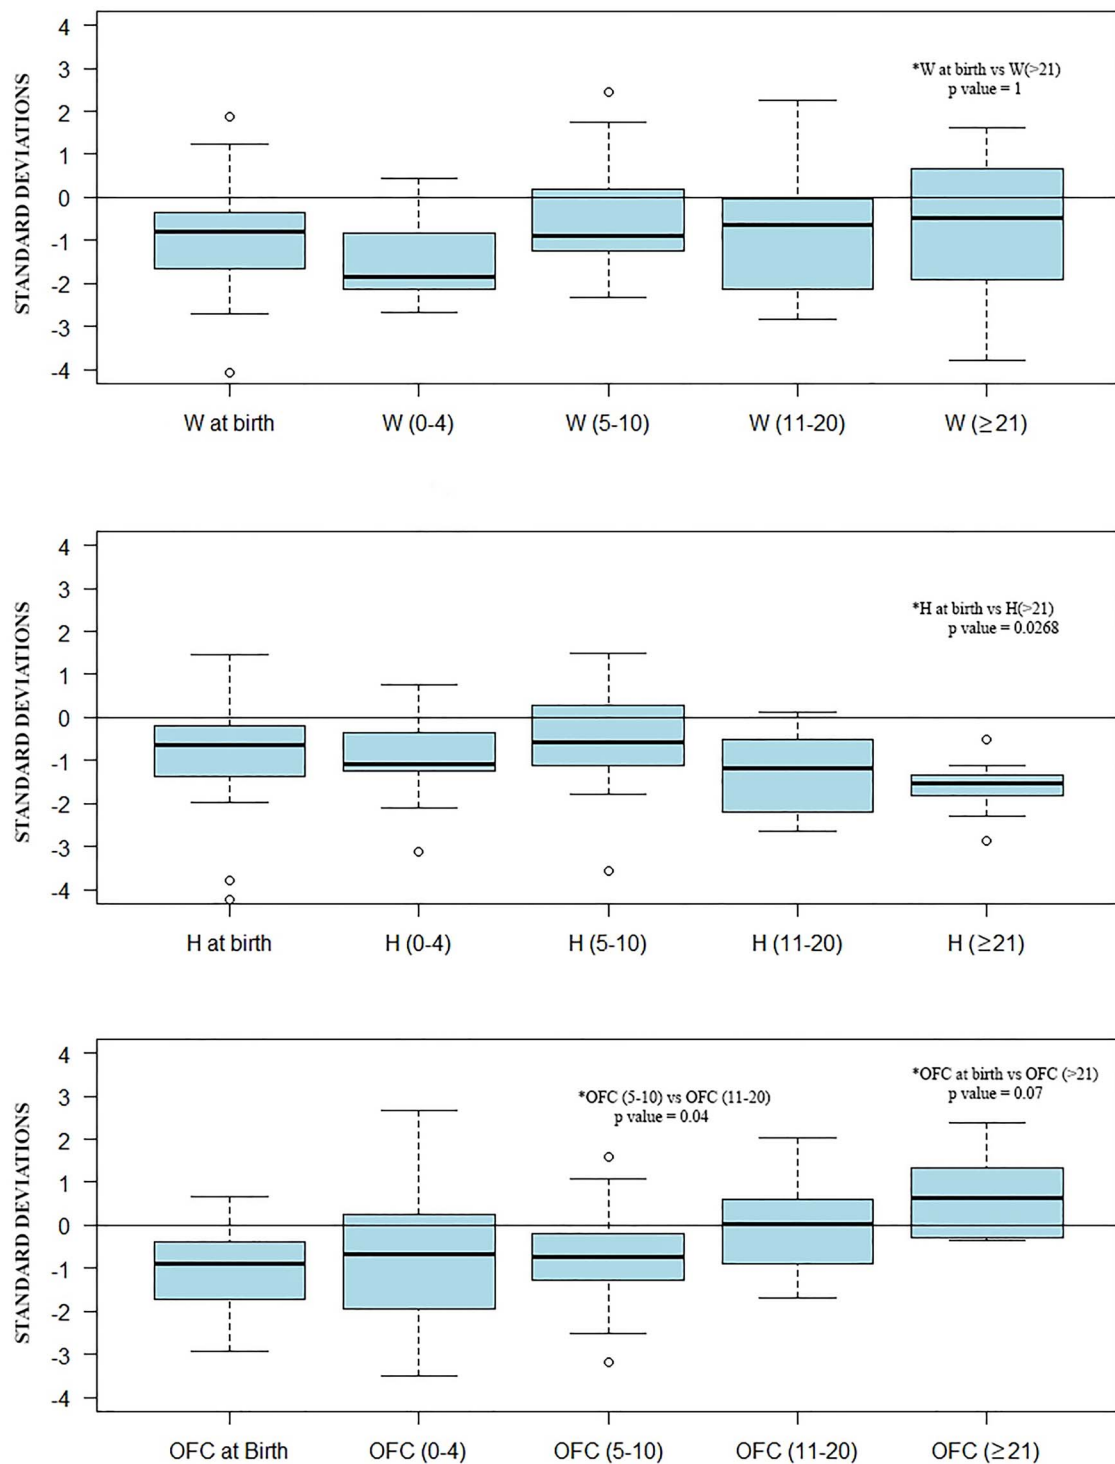 STANDARD DEVIATIONS
4
3
2
1
0
-1
-2
-3
-4
*W at birth vs W(>21)
p value = 1
W at birth
W (0-4)
W (5-10)
W (11-20)
W (≥21)
STANDARD DEVIATIONS
4
3
2
1
0
-1
-2
-3
-4
*H at birth vs H(>21)
p value = 0.0268
H at birth
H (0-4)
H (5-10)
H (11-20)
H (≥21)
STANDARD DEVIATIONS
4
3
2
1
0
-1
-2
-3
-4
*OFC (5-10) vs OFC (11-20)
p value = 0.04
*OFC at birth vs OFC (>21)
p value = 0.07
OFC at Birth
OFC (0-4)
OFC (5-10)
OFC (11-20)
OFC (≥21)